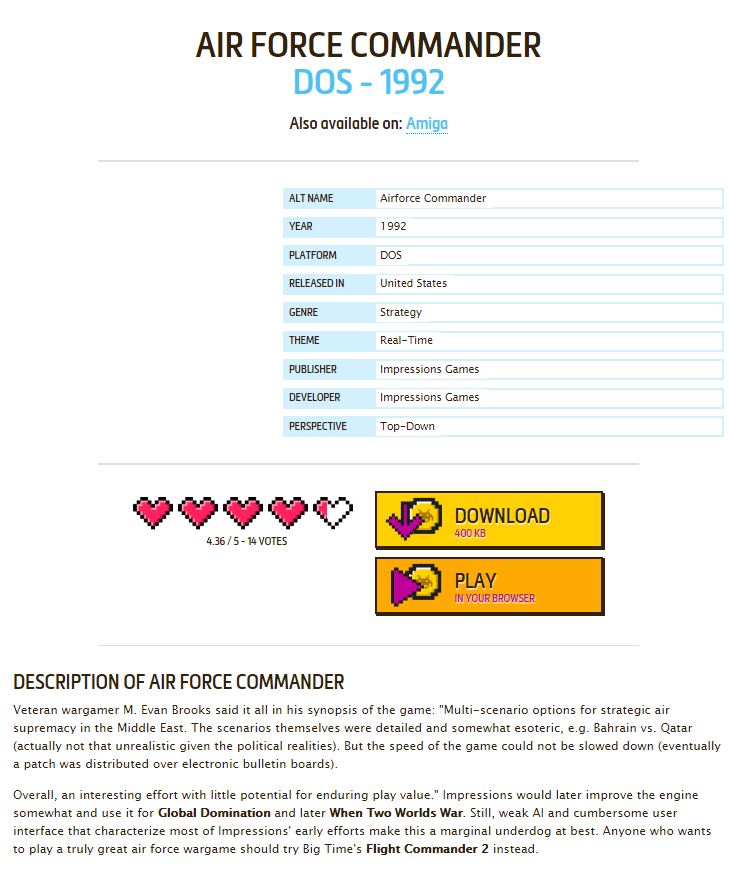 AIR FORCE COMMANDER
DOS - 1992
Also available on: Amiga
ALT NAME Airforce Commander
YEAR 1992
PLATFORM DOS
RELEASED IN United States
GENRE Strategy
THEME Real-Time
PUBLISHER Impressions Games
DEVELOPER Impressions Games
PERSPECTIVE Top-Down
4.36 / 5 - 14 VOTES
DOWNLOAD
400 KB
PLAY
IN YOUR BROWSER
DESCRIPTION OF AIR FORCE COMMANDER
Veteran wargamer M. Evan Brooks said it all in his synopsis of the game: "Multi-scenario options for strategic air
supremacy in the Middle East. The scenarios themselves were detailed and somewhat esoteric, e.g. Bahrain vs. Qatar
(actually not that unrealistic given the political realities). But the speed of the game could not be slowed down (eventually
a patch was distributed over electronic bulletin boards).
Overall, an interesting effort with little potential for enduring play value." Impressions would later improve the engine
somewhat and use it for Global Domination and later When Two Worlds War. Still, weak AI and cumbersome user
interface that characterize most of Impressions' early efforts make this a marginal underdog at best. Anyone who wants
to play a truly great air force wargame should try Big Time's Flight Commander 2 instead.